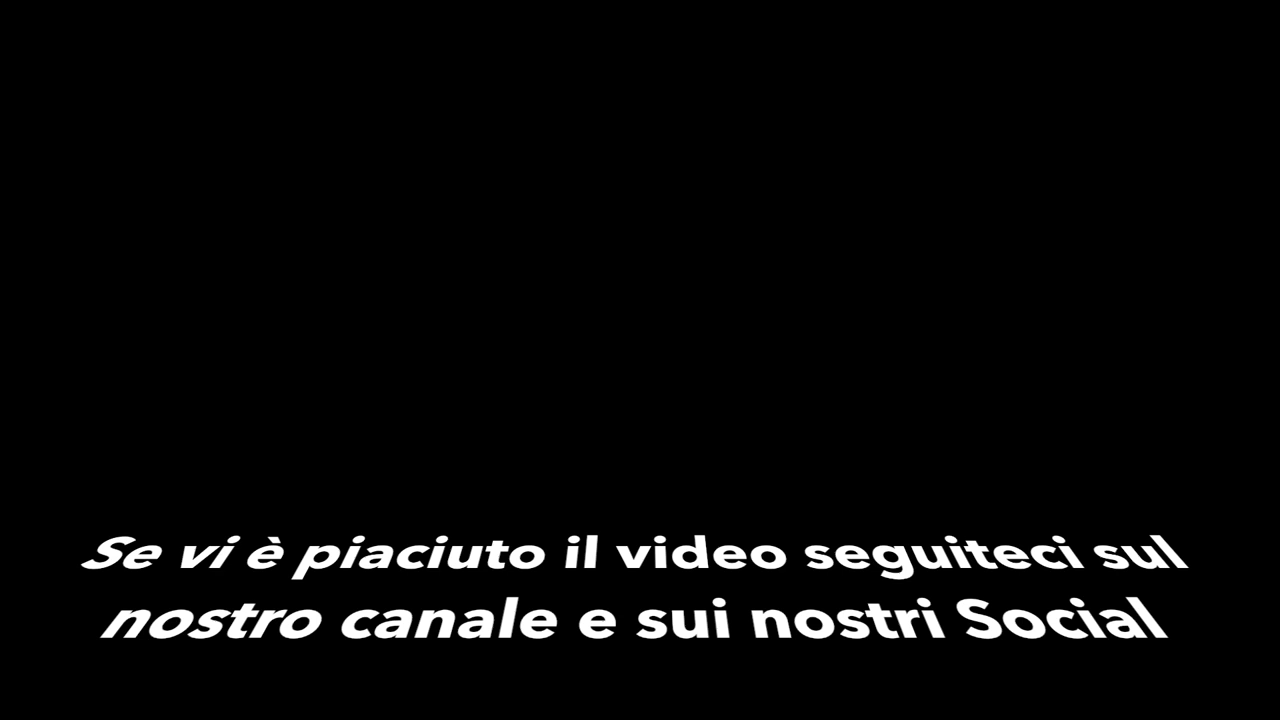 Se vi è piaciuto il video seguiteci sul
nostro canale e sui nostri Social